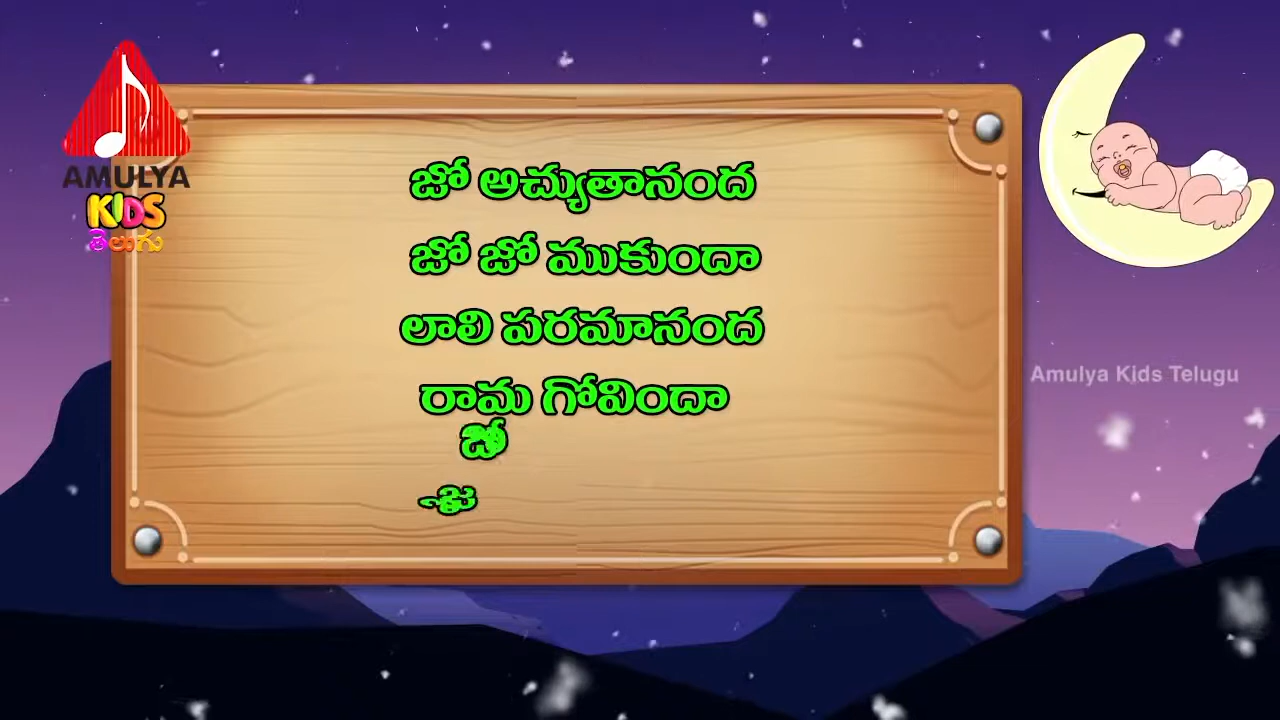 AMULYA
KIDS
తెలుగు
జో అచ్యుతానంద
జో జో ముకుందా
లాలి పరమానంద
రామ గోవిందా
జో
Amulya Kids Telugu